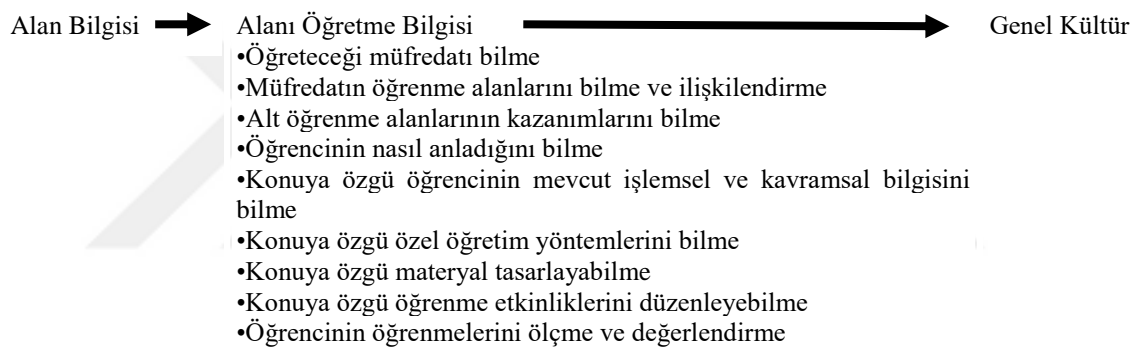 Alan Bilgisi Alanı Öğretme Bilgisi Genel Kültür
•Öğreteceği müfredatı bilme
•Müfredatın öğrenme alanlarını bilme ve ilişkilendirme
•Alt öğrenme alanlarının kazanımlarını bilme
•Öğrencinin nasıl anladığını bilme
•Konuya özgü öğrencinin mevcut işlemsel ve kavramsal bilgisini
bilme
•Konuya özgü özel öğretim yöntemlerini bilme
•Konuya özgü materyal tasarlayabilme
•Konuya özgü öğrenme etkinliklerini düzenleyebilme
•Öğrencinin öğrenmelerini ölçme ve değerlendirme